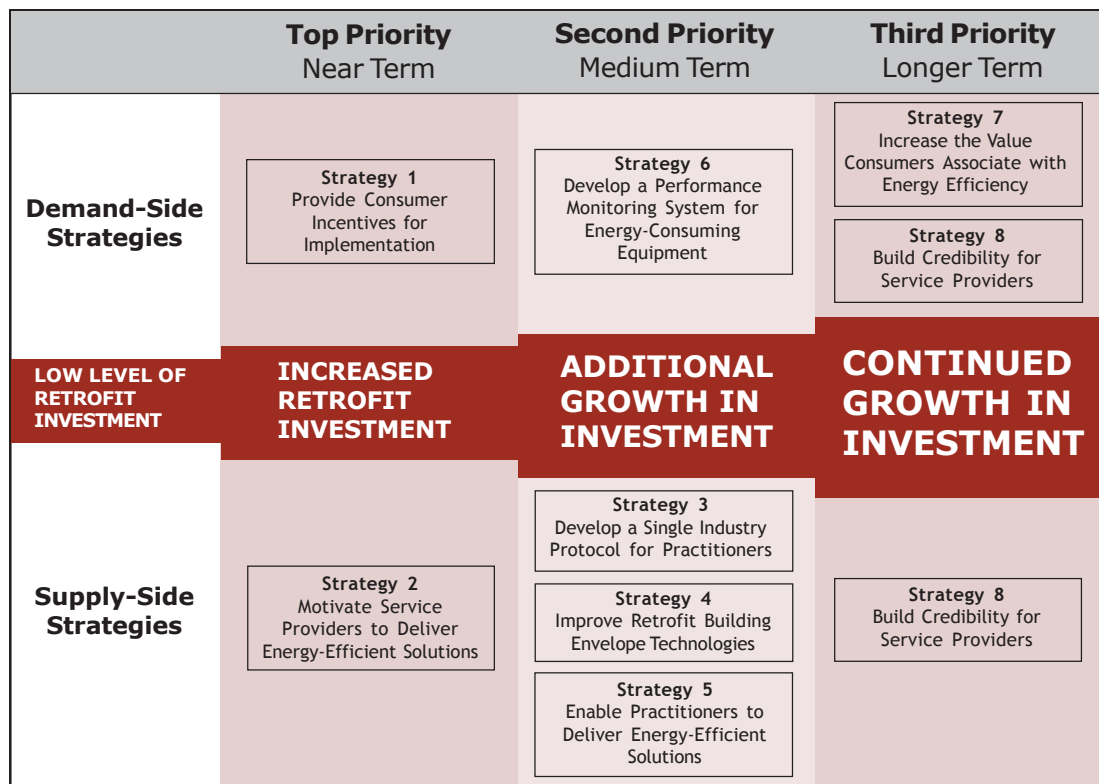 Top Priority
Near Term
Second Priority
Medium Term
Third Priority
Longer Term
Demand-Side
Strategies
Strategy 1
Provide Consumer
Incentives for
Implementation
Strategy 6
Develop a Performance
Monitoring System for
Energy-Consuming
Equipment
Strategy 7
Increase the Value
Consumers Associate with
Energy Efficiency
Strategy 8
Build Credibility for
Service Providers
LOW LEVEL OF
RETROFIT
INVESTMENT
INCREASED
RETROFIT
INVESTMENT
ADDITIONAL
GROWTH IN
INVESTMENT
CONTINUED
GROWTH IN
INVESTMENT
Supply-Side
Strategies
Strategy 2
Motivate Service
Providers to Deliver
Energy-Efficient Solutions
Strategy 3
Develop a Single Industry
Protocol for Practitioners
Strategy 4
Improve Retrofit Building
Envelope Technologies
Strategy 5
Enable Practitioners to
Deliver Energy-Efficient
Solutions
Strategy 8
Build Credibility for
Service Providers